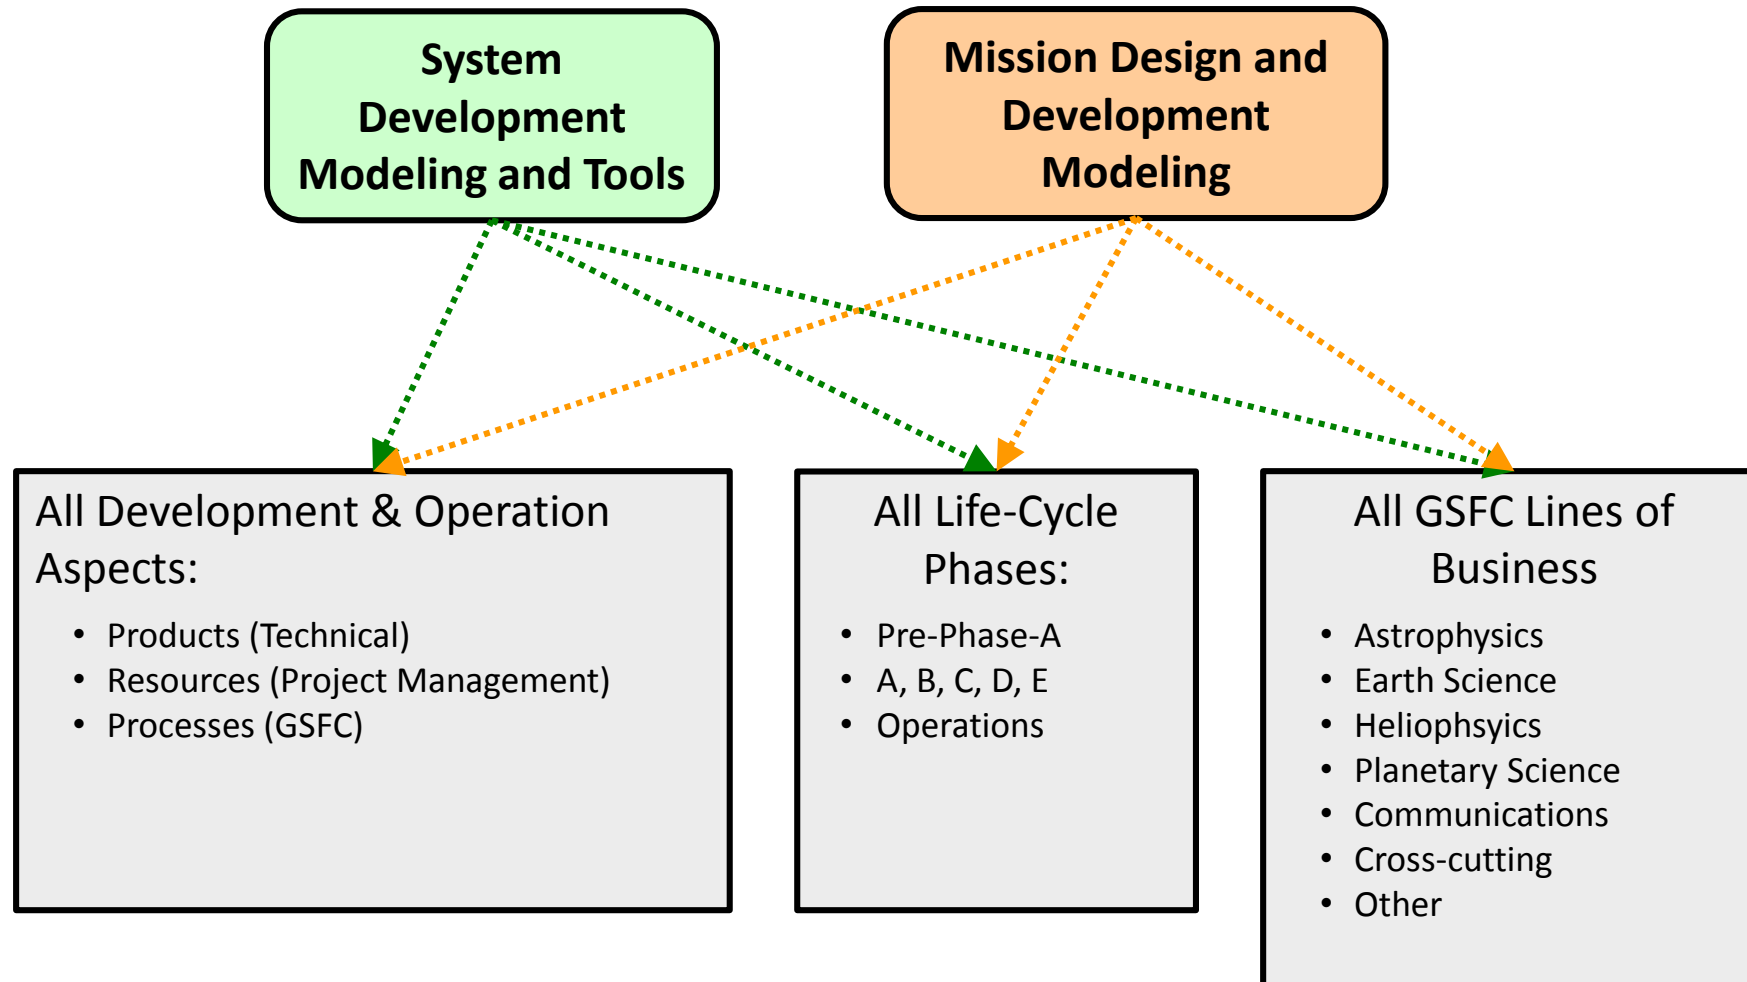 System
Development
Modeling and Tools
Mission Design and
Development
Modeling
All Development & Operation
Aspects:
• Products (Technical)
• Resources (Project Management)
• Processes (GSFC)
All Life-Cycle
Phases:
• Pre-Phase-A
• A, B, C, D, E
• Operations
All GSFC Lines of
Business
• Astrophysics
• Earth Science
• Heliophsyics
• Planetary Science
• Communications
• Cross-cutting
• Other